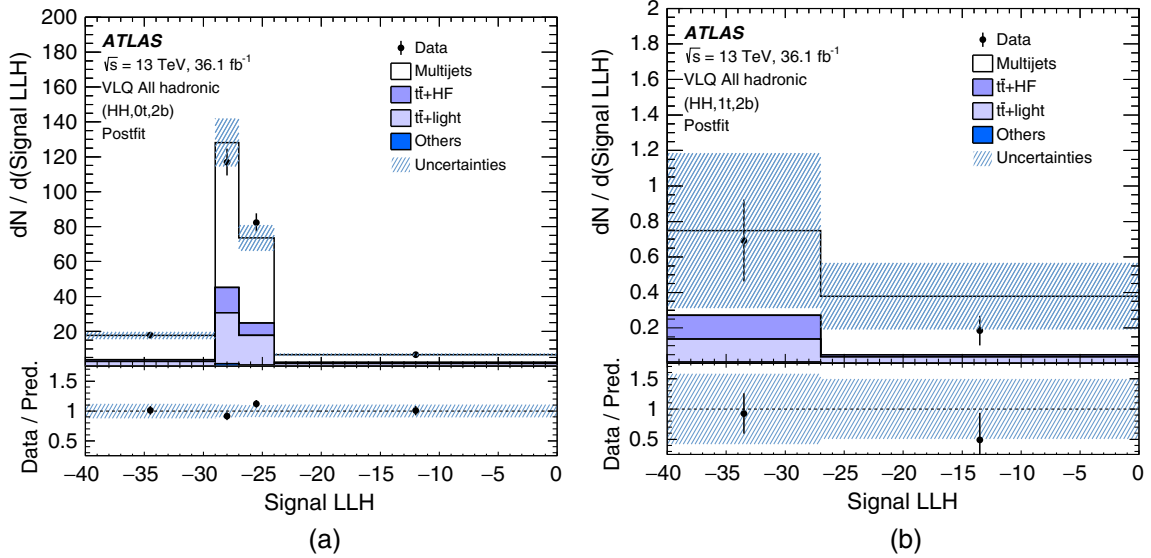 dN / d(Signal LLH)
200
180
160
140
120
100
80
60
40
20
ATLAS
√s = 13 TeV, 36.1 fb⁻¹
VLQ All hadronic
(HH,0t,2b)
Postfit
Data
Multijets
tt̄+HF
tt̄+light
Others
Uncertainties
Data / Pred.
1.5
1
0.5
−40 −35 −30 −25 −20 −15 −10 −5 0
Signal LLH
(a)
dN / d(Signal LLH)
2
1.8
1.6
1.4
1.2
1
0.8
0.6
0.4
0.2
ATLAS
√s = 13 TeV, 36.1 fb⁻¹
VLQ All hadronic
(HH,1t,2b)
Postfit
Data
Multijets
tt̄+HF
tt̄+light
Others
Uncertainties
Data / Pred.
1.5
1
0.5
−40 −35 −30 −25 −20 −15 −10 −5 0
Signal LLH
(b)